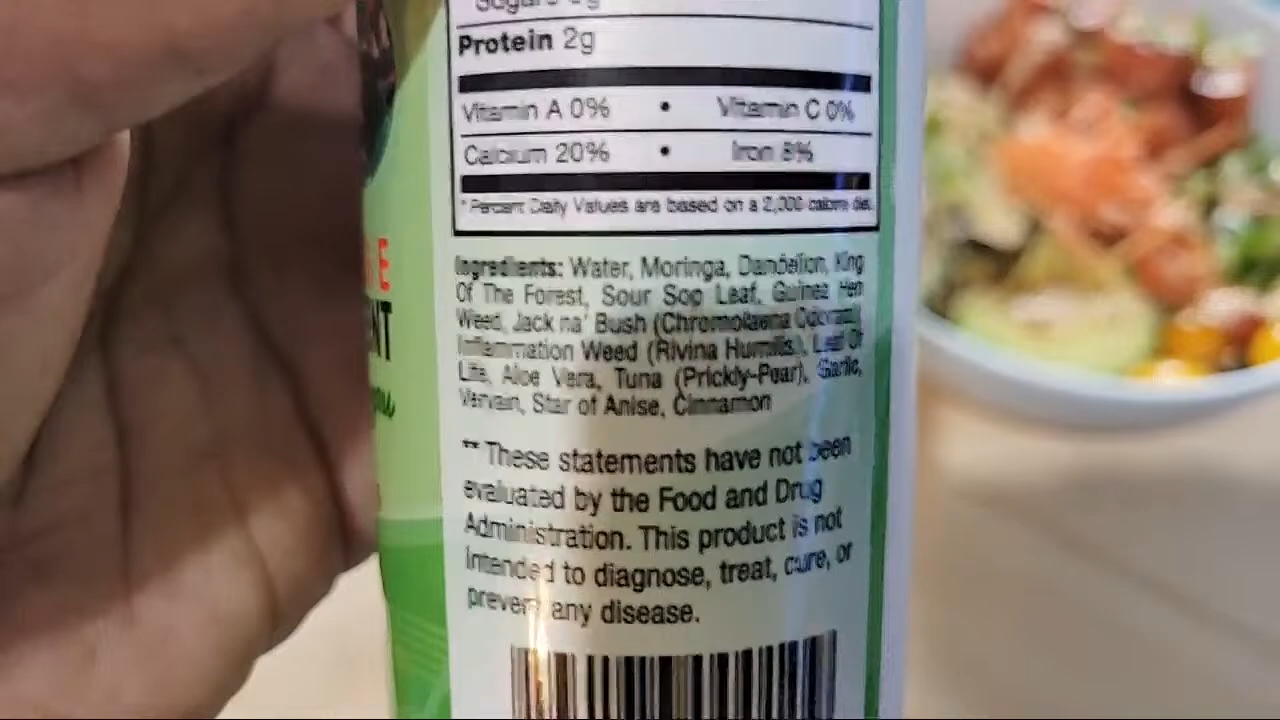 Protein 2g
Vitamin A 0% • Vitamin C 0%
Calcium 20% • Iron 8%
* Percent Daily Values are based on a 2,000 calorie diet.
Ingredients: Water, Moringa, Dandelion, King
Of The Forest, Sour Sop Leaf, Guinea Hen
Weed, Jack na' Bush (Chromolaena Odorata)
Inflammation Weed (Rivina Humilis), Leaf Of
Life, Aloe Vera, Tuna (Prickly-Pear), Garlic,
Vervain, Star of Anise, Cinnamon
** These statements have not been
evaluated by the Food and Drug
Administration. This product is not
intended to diagnose, treat, cure, or
prevent any disease.